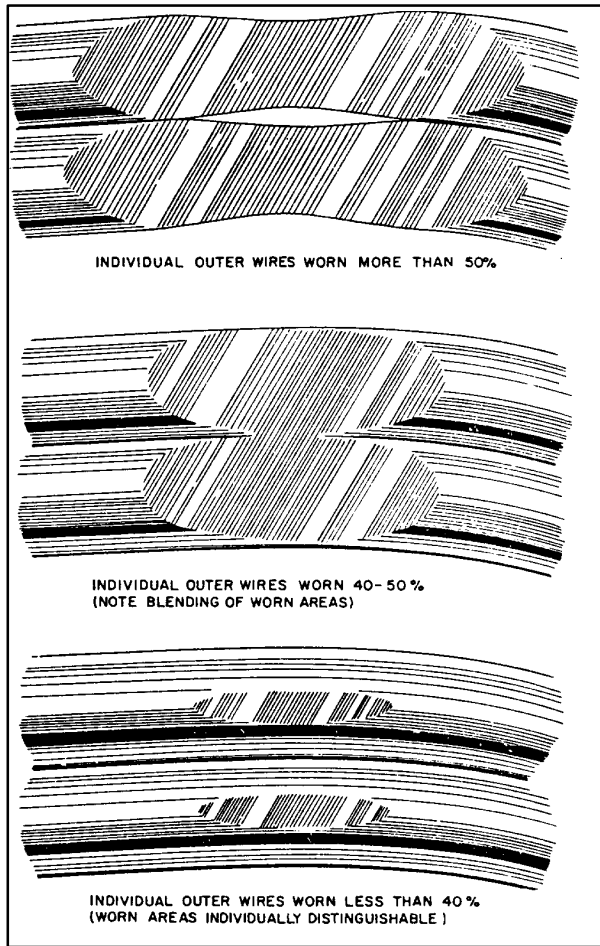 INDIVIDUAL OUTER WIRES WORN MORE THAN 50%
INDIVIDUAL OUTER WIRES WORN 40-50%
(NOTE BLENDING OF WORN AREAS)
INDIVIDUAL OUTER WIRES WORN LESS THAN 40%
(WORN AREAS INDIVIDUALLY DISTINGUISHABLE)